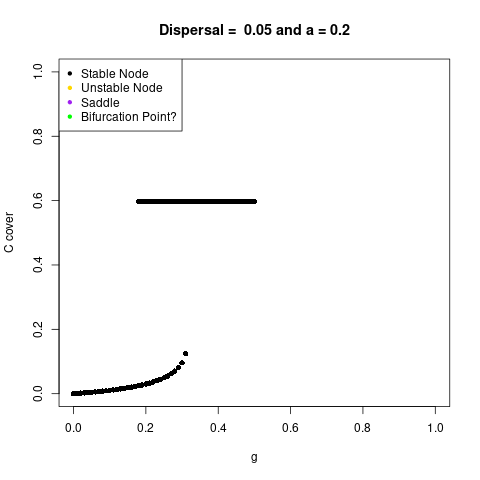 Dispersal =  0.05 and a = 0.2
Stable Node
Unstable Node
Saddle
Bifurcation Point?
C cover
1.0
0.8
0.6
0.4
0.2
0.0
0.0 0.2 0.4 0.6 0.8 1.0
g